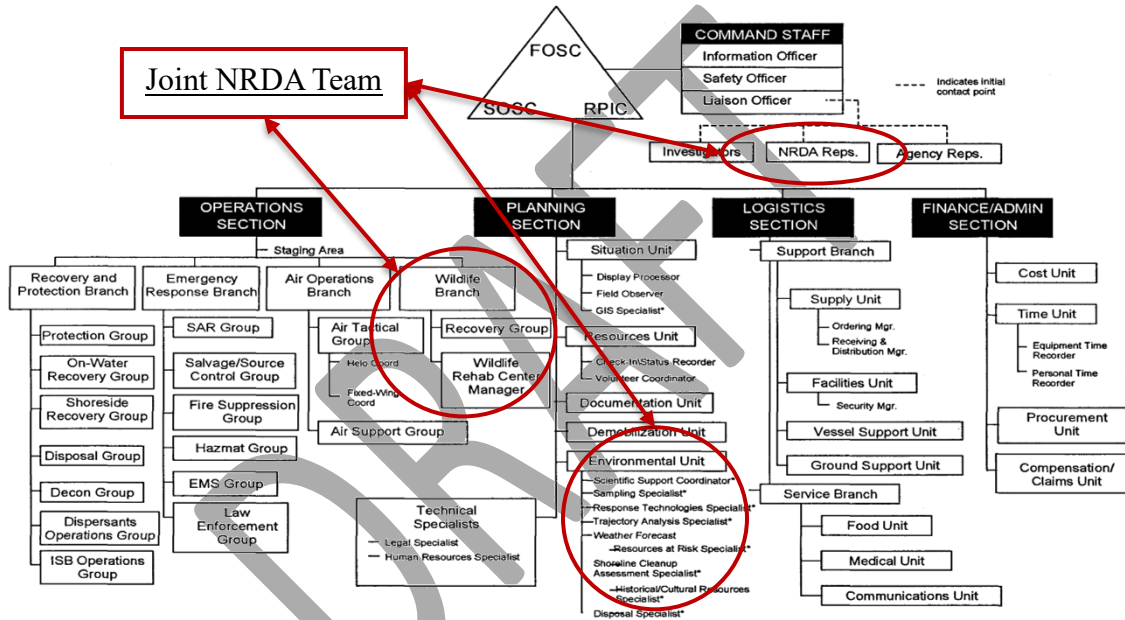 Joint NRDA Team
FOSC
SOSC
RPIC
COMMAND STAFF
Information Officer
Safety Officer
Liaison Officer
Indicates initial
contact point
Investigators
NRDA Reps.
Agency Reps.
OPERATIONS
SECTION
PLANNING
SECTION
LOGISTICS
SECTION
FINANCE/ADMIN
SECTION
Staging Area
Recovery and
Protection Branch
Protection Group
On-Water
Recovery Group
Shoreside
Recovery Group
Disposal Group
Decon Group
Dispersants
Operations Group
ISB Operations
Group
Emergency
Response Branch
SAR Group
Salvage/Source
Control Group
Fire Suppression
Group
Hazmat Group
EMS Group
Law
Enforcement
Group
Air Operations
Branch
Air Tactical
Group
Helo Coord
Fixed-Wing
Coord
Air Support Group
Wildlife
Branch
Recovery Group
Wildlife
Rehab Center
Manager
Technical
Specialists
Legal Specialist
Human Resources Specialist
Situation Unit
Display Processor
Field Observer
GIS Specialist*
Resources Unit
Check-In\Status Recorder
Volunteer Coordinator
Documentation Unit
Demobilization Unit
Environmental Unit
Scientific Support Coordinator*
Sampling Specialist*
Response Technologies Specialist*
Trajectory Analysis Specialist*
Weather Forecast
Resources at Risk Specialist*
Shoreline Cleanup
Assessment Specialist*
Historical/Cultural Resources
Specialist*
Disposal Specialist*
Support Branch
Supply Unit
Ordering Mgr.
Receiving &
Distribution Mgr.
Facilities Unit
Security Mgr.
Vessel Support Unit
Ground Support Unit
Service Branch
Food Unit
Medical Unit
Communications Unit
Cost Unit
Time Unit
Equipment Time
Recorder
Personal Time
Recorder
Procurement
Unit
Compensation/
Claims Unit
DRAFT